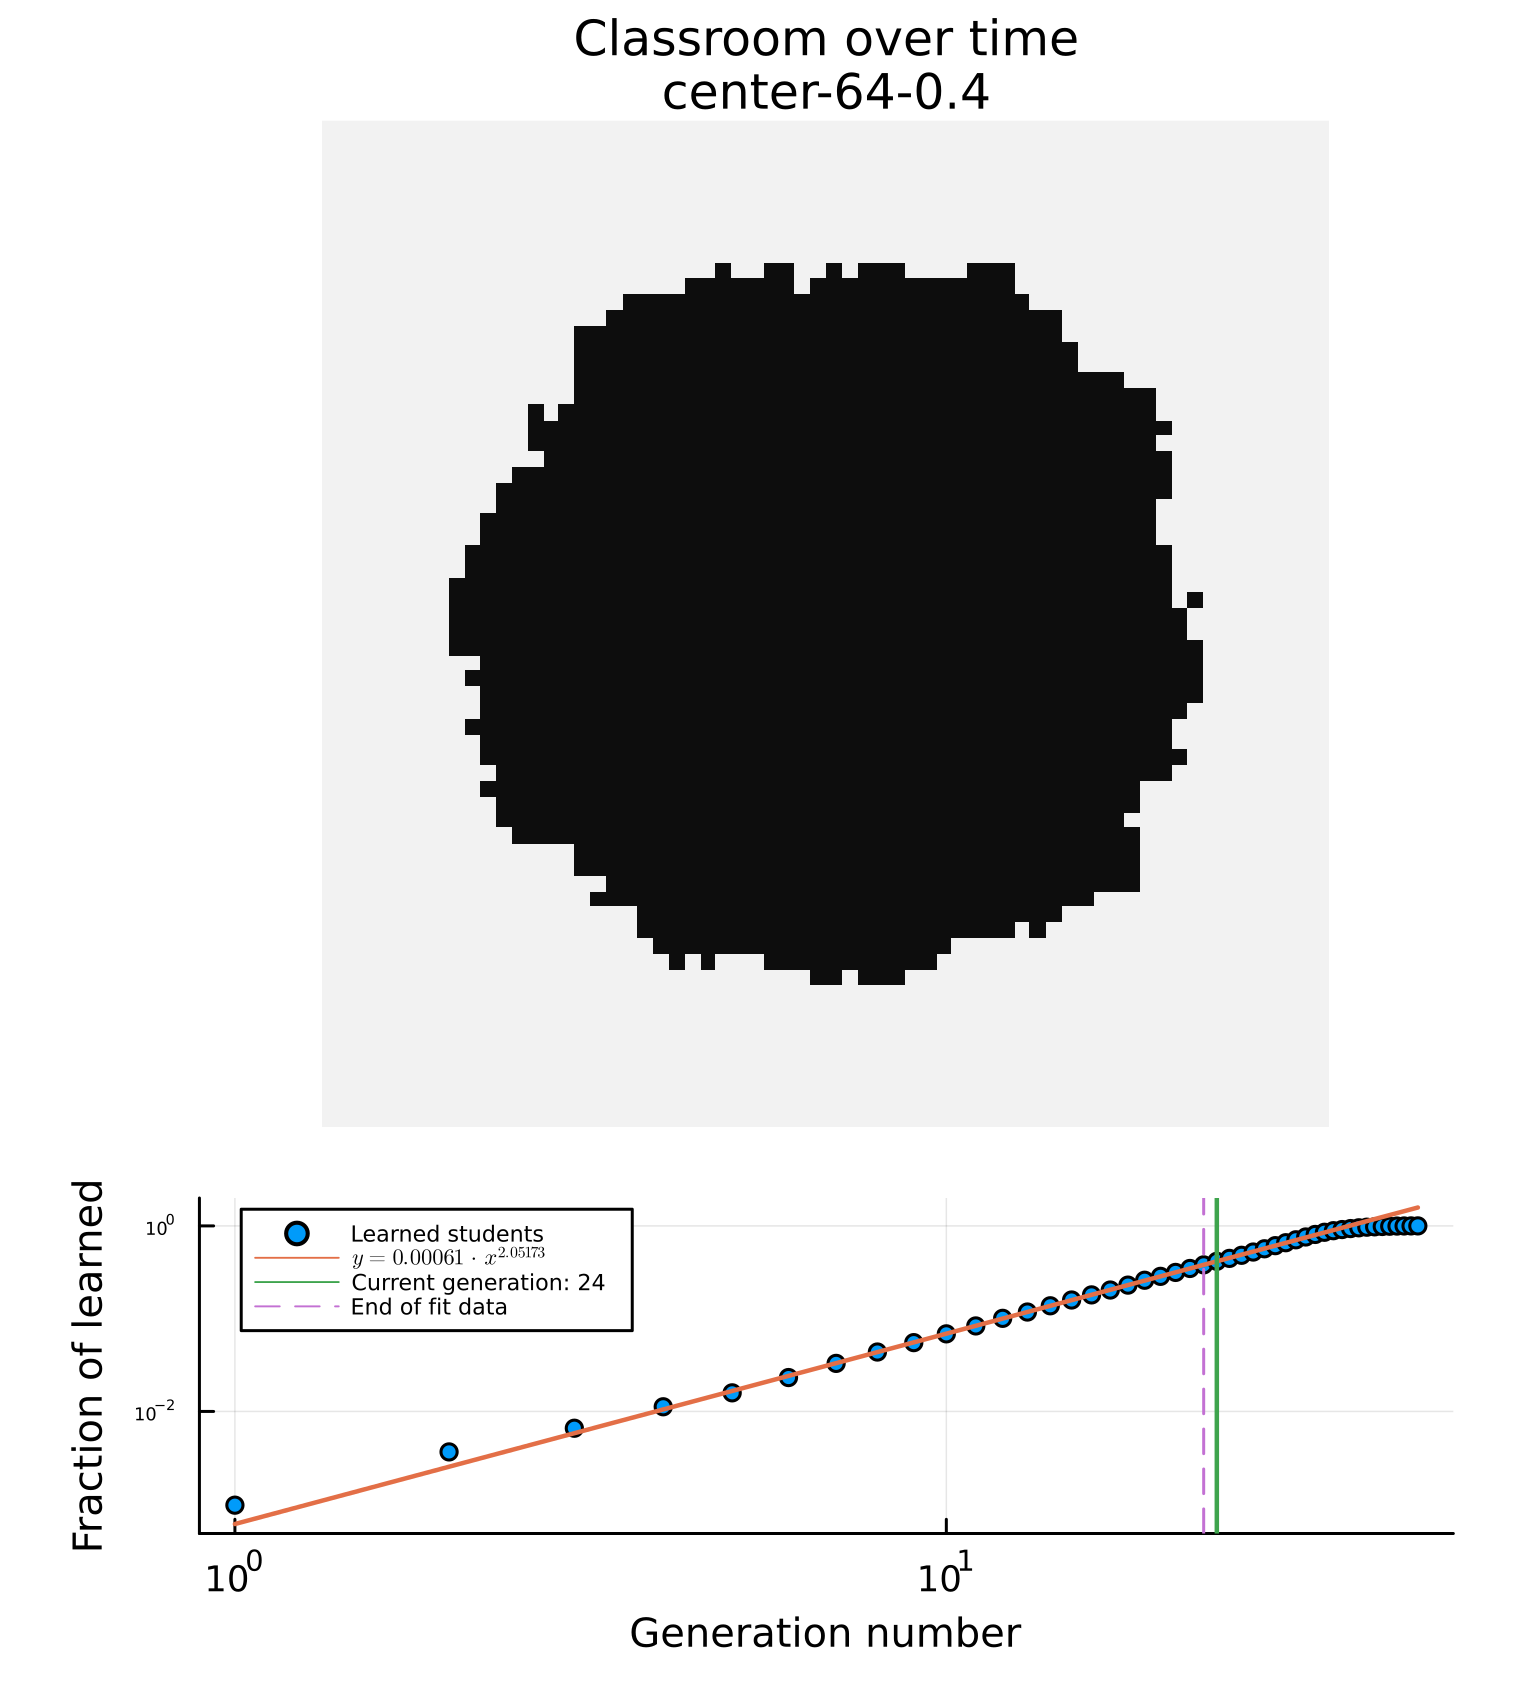 Classroom over time
center-64-0.4
Fraction of learned
10^0
10^-2
Learned students
y = 0.00061 · x^2.05173
Current generation: 24
End of fit data
10^0
10^1
Generation number